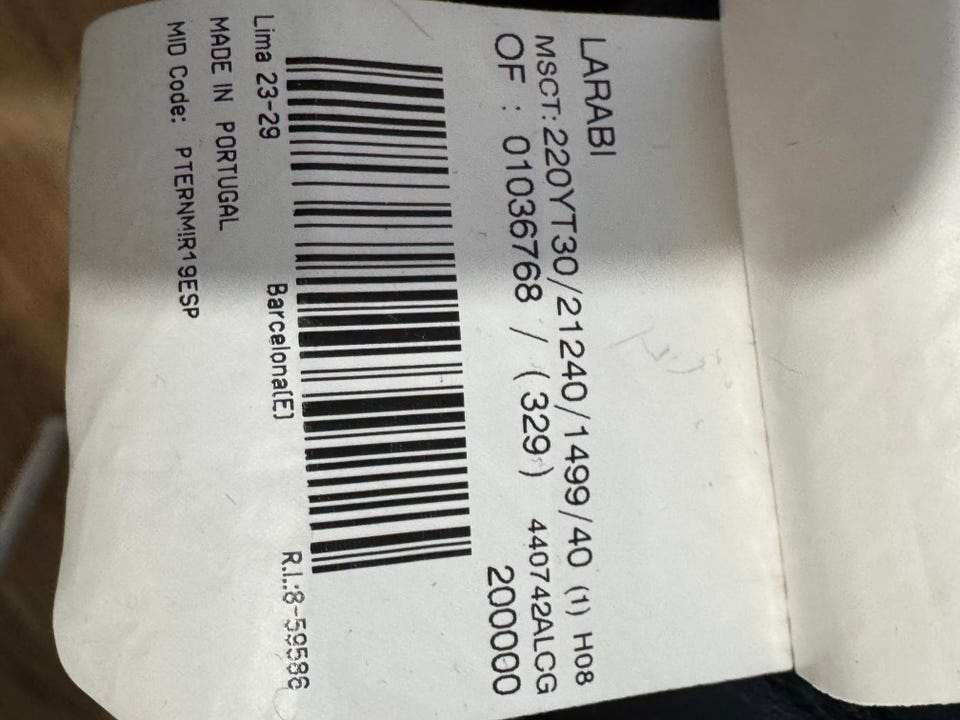 LARABI
MSCT:220YT30/21240/1499/40 (1) H08
OF : 01036768 / (329) 440742ALCG
200000
Lima 23-29 Barcelona(E) R.I.:8-59586
MADE IN PORTUGAL
MID Code: PTERNMIR19ESP